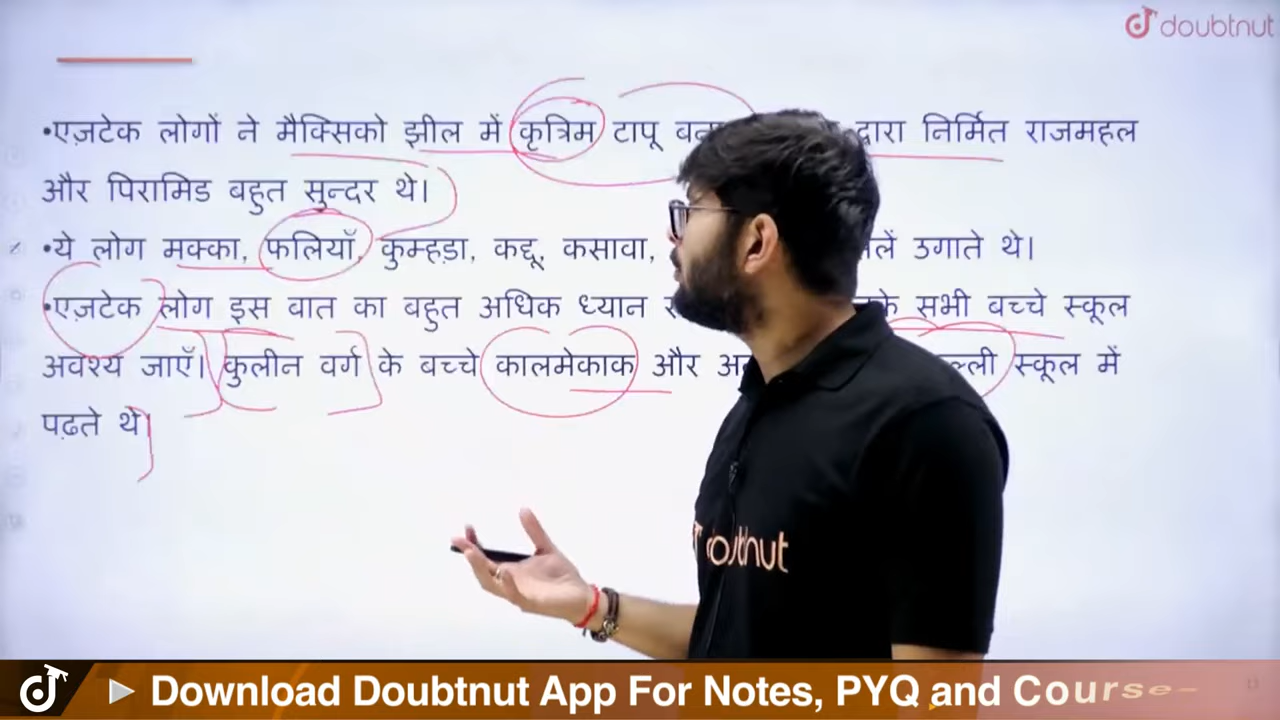 doubtnut
•एज़टेक लोगों ने मैक्सिको झील में कृत्रिम टापू द्वारा निर्मित राजमहल
और पिरामिड बहुत सुन्दर थे।
•ये लोग मक्का, फलियाँ, कुम्हड़ा, कद्दू, कसावा, उगाते थे।
•एज़टेक लोग इस वात का बहुत अधिक ध्यान सभी बच्चे स्कूल
अवश्य जाएँ। कुलीन वर्ग के बच्चे कालमेकाक और स्कूल में
पढ़ते थे।
doubtnut
Download Doubtnut App For Notes, PYQ and Course